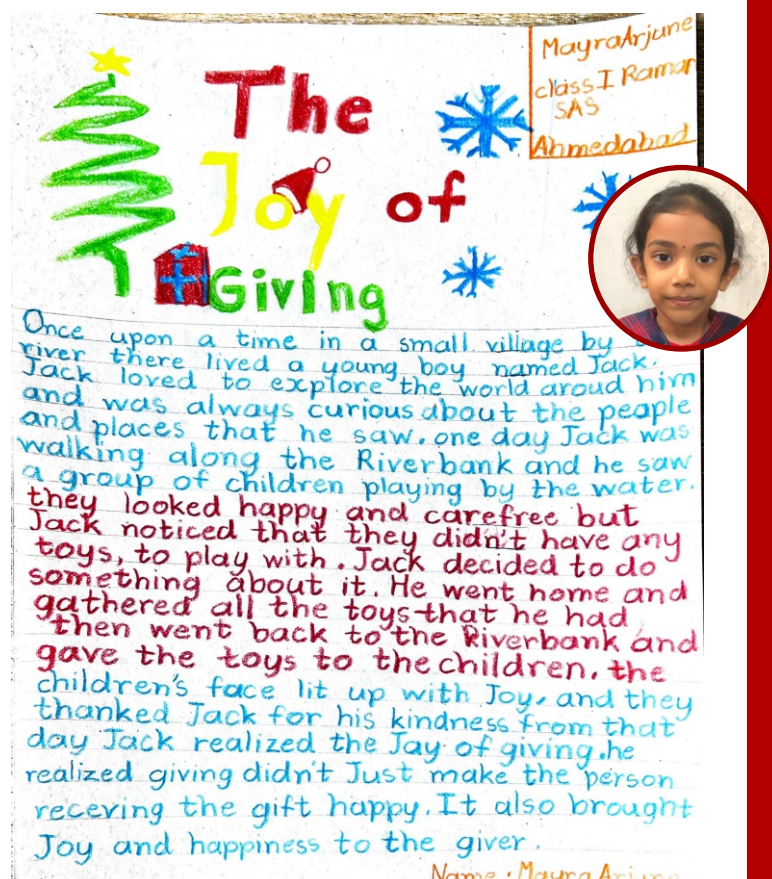 MayraArjune
class I Raman
SAS
Ahmedabad
The
Joy of
Giving
Once upon a time in a small village by
river there lived a young boy named Jack.
Jack loved to explore the world aroud him
and was always curious about the people
and places that he saw. one day Jack was
walking along the Riverbank and he saw
a group of children playing by the water.
they looked happy and carefree but
Jack noticed that they didn't have any
toys, to play with. Jack decided to do
something about it. He went home and
gathered all the toys that he had
then went back to the Riverbank and
gave the toys to the children. the
children's face lit up with Joy, and they
thanked Jack for his kindness from that
day Jack realized the Jay of giving. he
realized giving didn't Just make the person
receving the gift happy. It also brought
Joy and happiness to the giver.
Name: Mayra Arjune